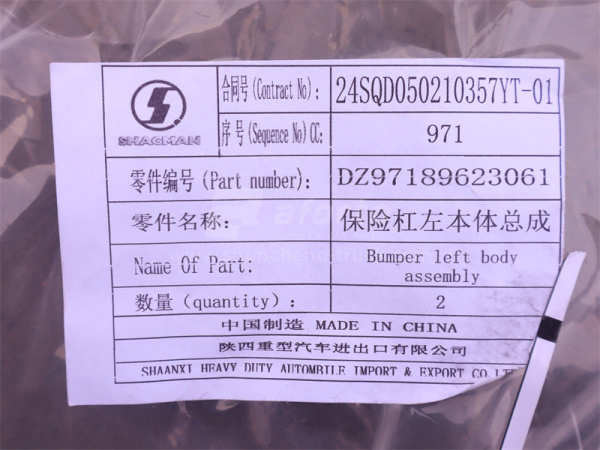 SHACMAN
合同号(Contract No): 24SQD050210357YT-01
序号(Sequence No)CC: 971
零件编号(Part number): DZ97189623061
零件名称: 保险杠左本体总成
Name Of Part: Bumper left body assembly
数量(quantity): 2
中国制造 MADE IN CHINA
陕西重型汽车进出口有限公司
SHAANXI HEAVY DUTY AUTOMBILE IMPORT & EXPORT CO